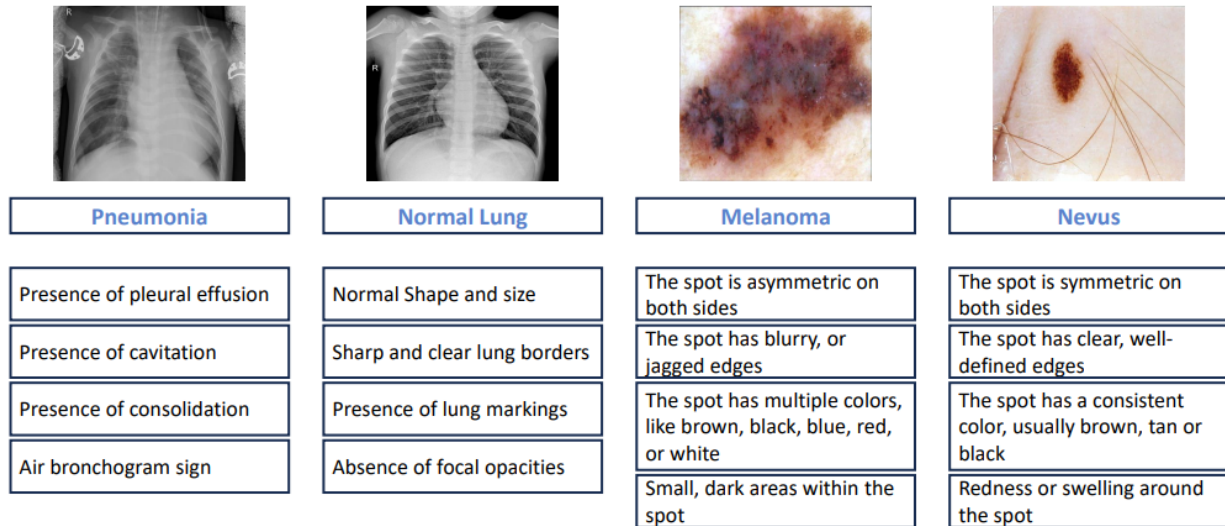 R
R
Pneumonia
Normal Lung
Melanoma
Nevus
Presence of pleural effusion
Presence of cavitation
Presence of consolidation
Air bronchogram sign
Normal Shape and size
Sharp and clear lung borders
Presence of lung markings
Absence of focal opacities
The spot is asymmetric on
both sides
The spot has blurry, or
jagged edges
The spot has multiple colors,
like brown, black, blue, red,
or white
Small, dark areas within the
spot
The spot is symmetric on
both sides
The spot has clear, well-
defined edges
The spot has a consistent
color, usually brown, tan or
black
Redness or swelling around
the spot